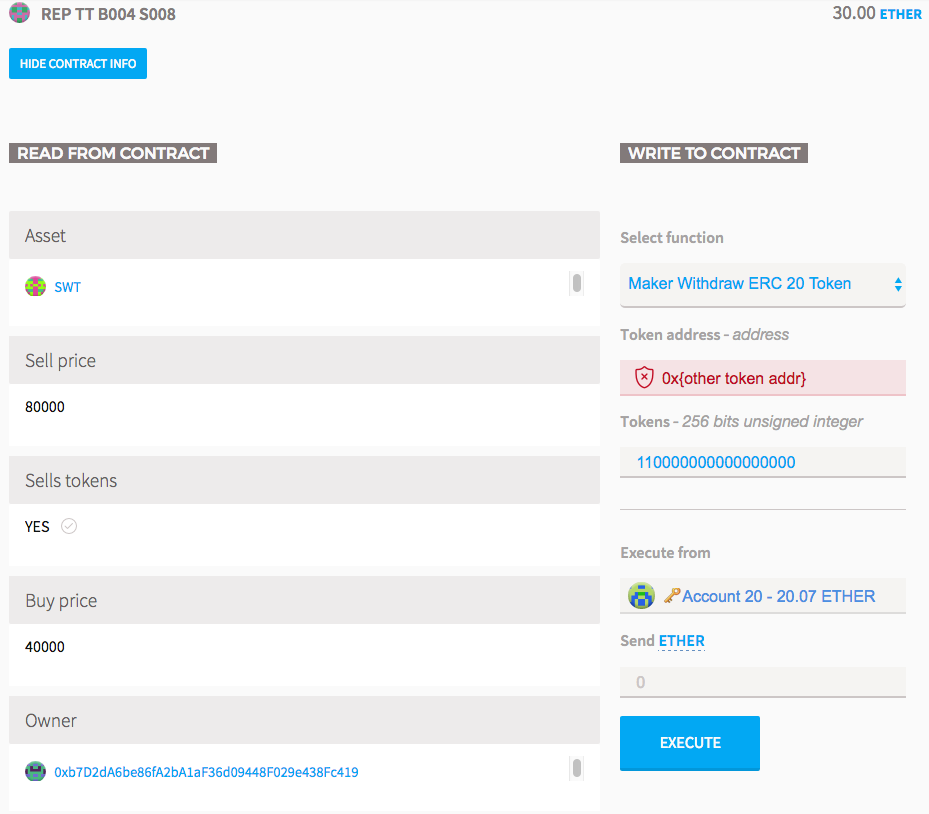 REP TT B004 S008
30.00 ETHER
HIDE CONTRACT INFO
READ FROM CONTRACT
Asset
SWT
Sell price
80000
Sells tokens
YES
Buy price
40000
Owner
0xb7D2dA6be86fA2bA1aF36d09448F029e438Fc419
WRITE TO CONTRACT
Select function
Maker Withdraw ERC 20 Token
Token address - address
0x{other token addr}
Tokens - 256 bits unsigned integer
110000000000000000
Execute from
Account 20 - 20.07 ETHER
Send ETHER
0
EXECUTE